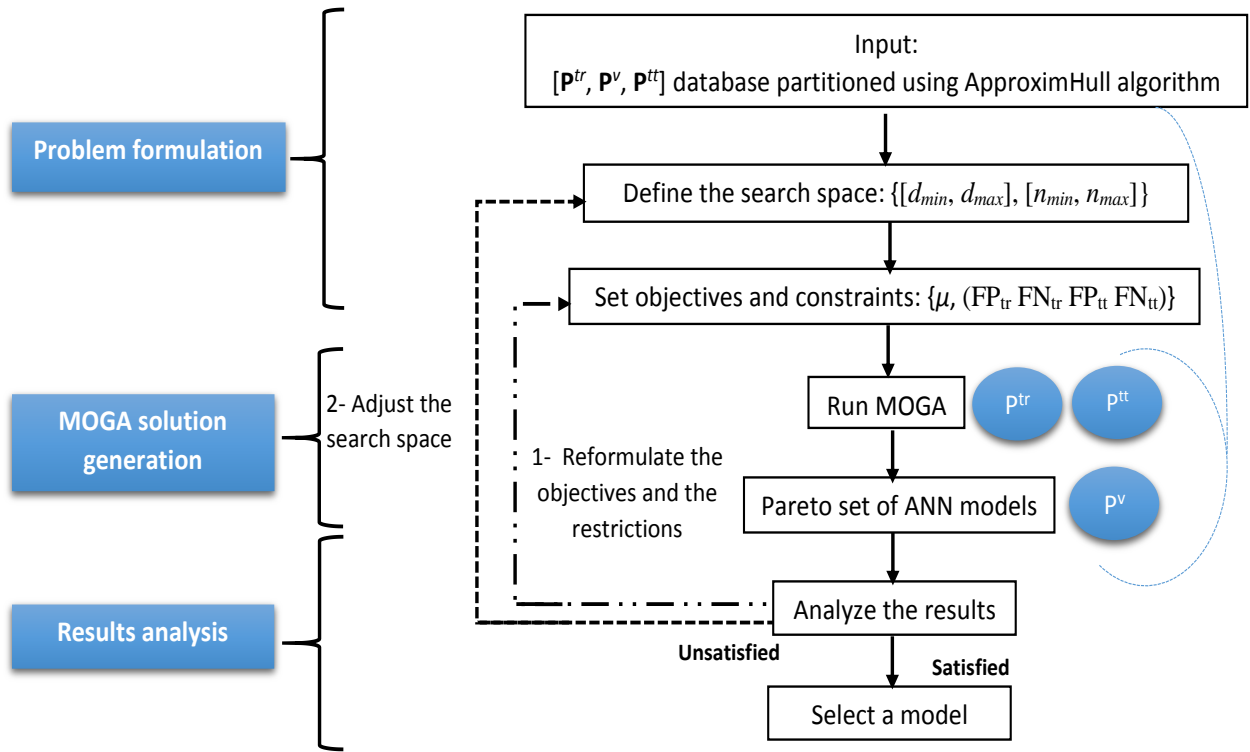 Input:
[P^tr, P^v, P^tt] database partitioned using ApproximHull algorithm
Problem formulation
Define the search space: {[d_min, d_max], [n_min, n_max]}
Set objectives and constraints: {μ, (FP_tr FN_tr FP_tt FN_tt)}
MOGA solution
generation
2- Adjust the
search space
Run MOGA
P^tr
P^tt
1- Reformulate the
objectives and the
restrictions
Pareto set of ANN models
P^v
Results analysis
Analyze the results
Unsatisfied
Satisfied
Select a model